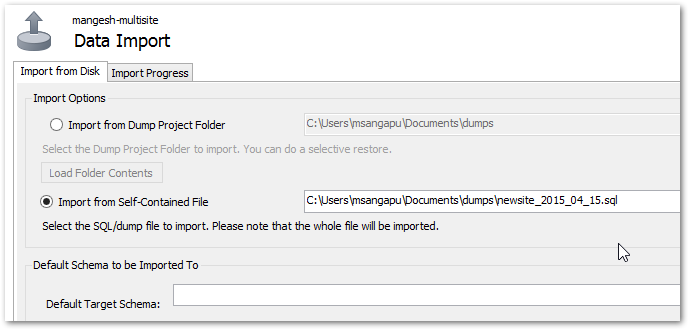 mangesh-multisite
Data Import
Import from Disk Import Progress
Import Options
Import from Dump Project Folder C:\Users\msangapu\Documents\dumps
Select the Dump Project Folder to import. You can do a selective restore.
Load Folder Contents
Import from Self-Contained File C:\Users\msangapu\Documents\dumps\newsite_2015_04_15.sql
Select the SQL/dump file to import. Please note that the whole file will be imported.
Default Schema to be Imported To
Default Target Schema: